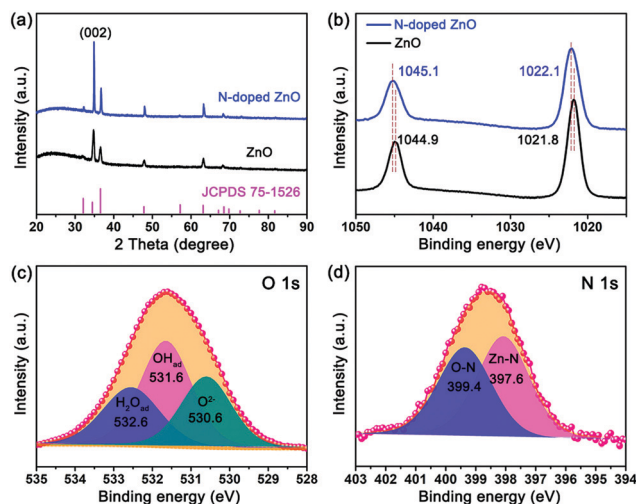 (a)
(002)
N-doped ZnO
ZnO
JCPDS 75-1526
Intensity (a.u.)
20 30 40 50 60 70 80 90
2 Theta (degree)
(b)
N-doped ZnO
ZnO
1045.1
1022.1
1044.9
1021.8
Intensity (a.u.)
1050 1040 1030 1020
Binding energy (eV)
(c)
O 1s
OHad
531.6
H2Oad
532.6
O2-
530.6
Intensity (a.u.)
535 534 533 532 531 530 529 528
Binding energy (eV)
(d)
N 1s
O-N
399.4
Zn-N
397.6
Intensity (a.u.)
403 402 401 400 399 398 397 396 395 394
Binding energy (eV)